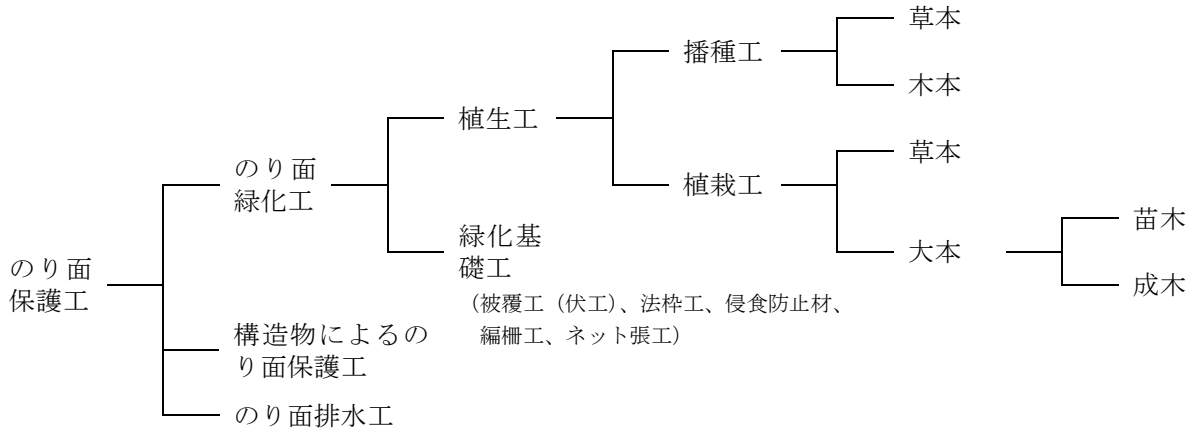 のり面
保護工
のり面
緑化工
植生工
播種工
草本
木本
植栽工
草本
大本
苗木
成木
緑化基
礎工
（被覆工（伏工）、法枠工、侵食防止材、
編柵工、ネット張工）
構造物によるの
り面保護工
のり面排水工